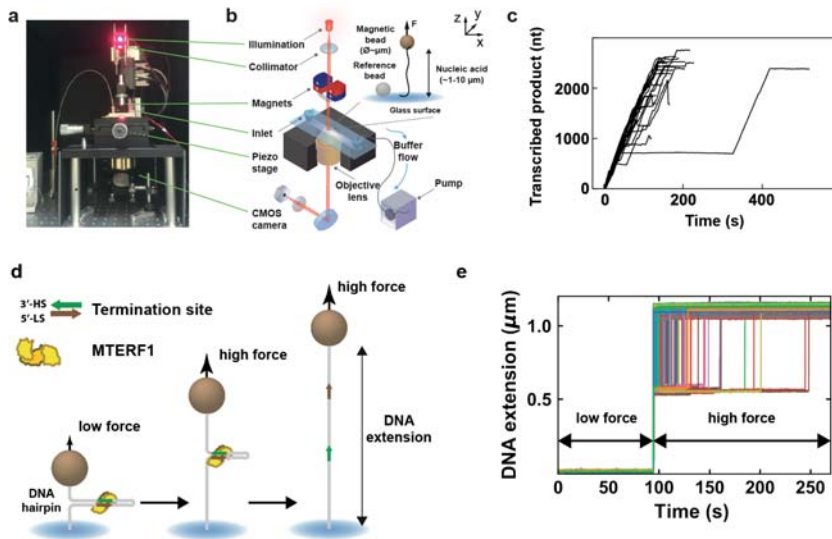 a
b
c
Illumination
Collimator
Magnets
Inlet
Piezo
stage
CMOS
camera
Magnetic
bead
(Ø~μm)
Reference
bead
F
z
y
x
Nucleic acid
(~1-10 μm)
Glass surface
Buffer
flow
Objective
lens
Pump
Transcribed product (nt)
2000
1000
0
0
200
400
Time (s)
d
3'-HS
5'-LS
Termination site
MTERF1
low force
DNA
hairpin
high force
high force
DNA
extension
e
DNA extension (μm)
1.0
0.5
low force
high force
0
50
100
150
200
250
Time (s)